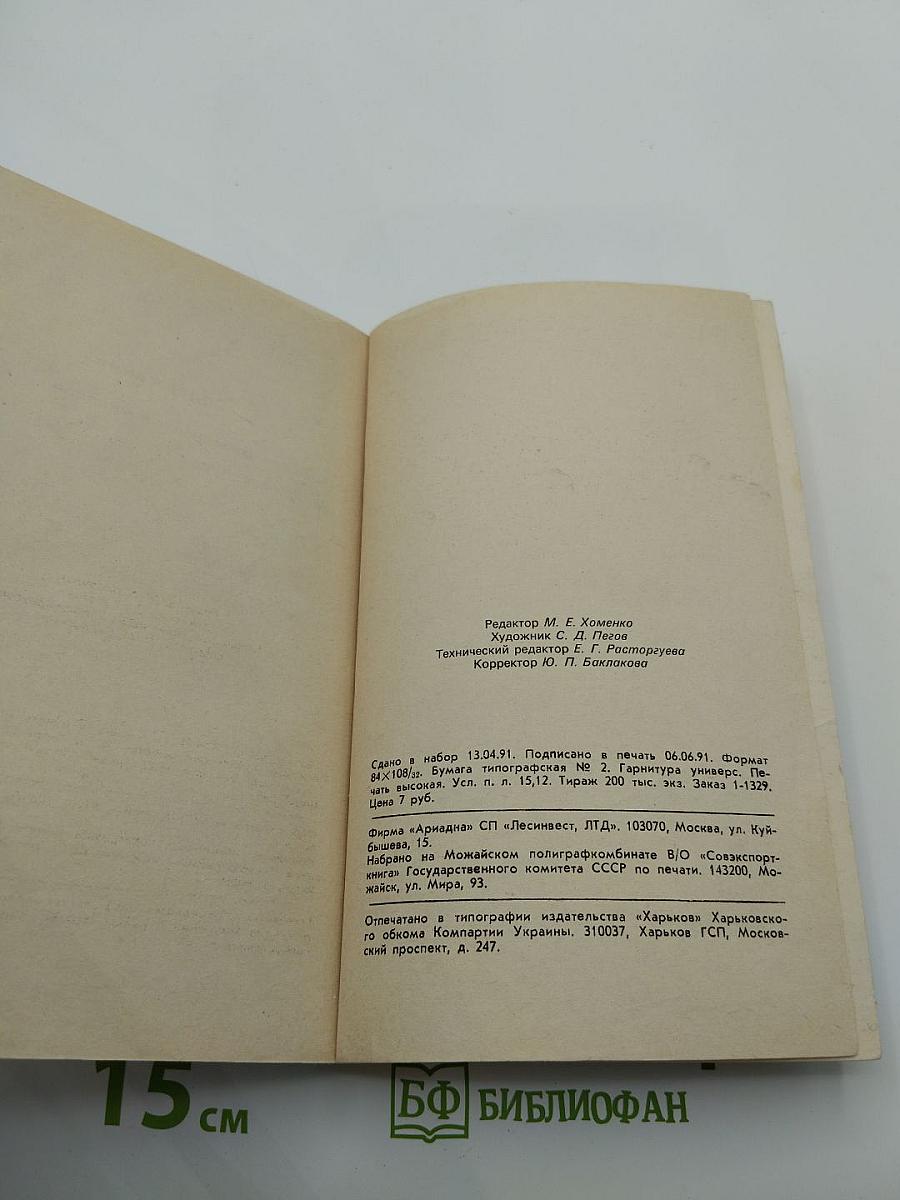 Редактор М. Е. Хоменко
Художник С. Д. Пегов
Технический редактор Е. Г. Расторгуева
Корректор Ю. П. Баклакова
Сдано в набор 13.04.91. Подписано в печать 06.06.91. Формат
84×108/32. Бумага типографская № 2. Гарнитура универс. Пе-
чать высокая. Усл. п. л. 15,12. Тираж 200 тыс. экз. Заказ 1-1329.
Цена 7 руб.
Фирма «Ариадна» СП «Лесинвест, ЛТД». 103070, Москва, ул. Куй-
бышева, 15.
Набрано на Можайском полиграфкомбинате В/О «Совэкспорт-
книга» Государственного комитета СССР по печати. 143200, Мо-
жайск, ул. Мира, 93.
Отпечатано в типографии издательства «Харьков» Харьковско-
го обкома Компартии Украины. 310037, Харьков ГСП, Москов-
ский проспект, д. 247.
15 см
БФ БИБЛИОФАН